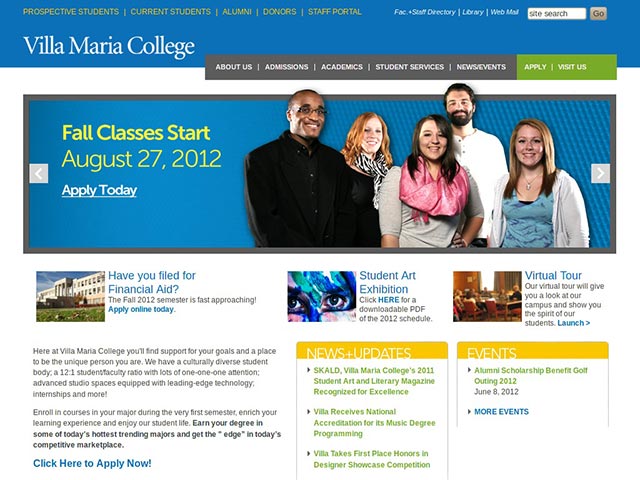 PROSPECTIVE STUDENTS | CURRENT STUDENTS | ALUMNI | DONORS | STAFF PORTAL
Fac.+Staff Directory | Library | Web Mail
site search Go
Villa Maria College
ABOUT US | ADMISSIONS | ACADEMICS | STUDENT SERVICES | NEWS/EVENTS
APPLY | VISIT US
Fall Classes Start
August 27, 2012
Apply Today
Have you filed for
Financial Aid?
The Fall 2012 semester is fast approaching!
Apply online today.
Student Art
Exhibition
Click HERE for a
downloadable PDF
of the 2012 schedule.
Virtual Tour
Our virtual tour will give
you a look at our
campus and show you
the spirit of our
students. Launch >
Here at Villa Maria College you'll find support for your goals and a place
to be the unique person you are. We have a culturally diverse student
body; a 12:1 student/faculty ratio with lots of one-one-one attention;
advanced studio spaces equipped with leading-edge technology;
internships and more!
Enroll in courses in your major during the very first semester, enrich your
learning experience and enjoy our student life. Earn your degree in
some of today's hottest trending majors and get the " edge" in today's
competitive marketplace.
Click Here to Apply Now!
NEWS+UPDATES
SKALD, Villa Maria College's 2011
Student Art and Literary Magazine
Recognized for Excellence
Villa Receives National
Accreditation for its Music Degree
Programming
Villa Takes First Place Honors in
Designer Showcase Competition
EVENTS
Alumni Scholarship Benefit Golf
Outing 2012
June 8, 2012
MORE EVENTS